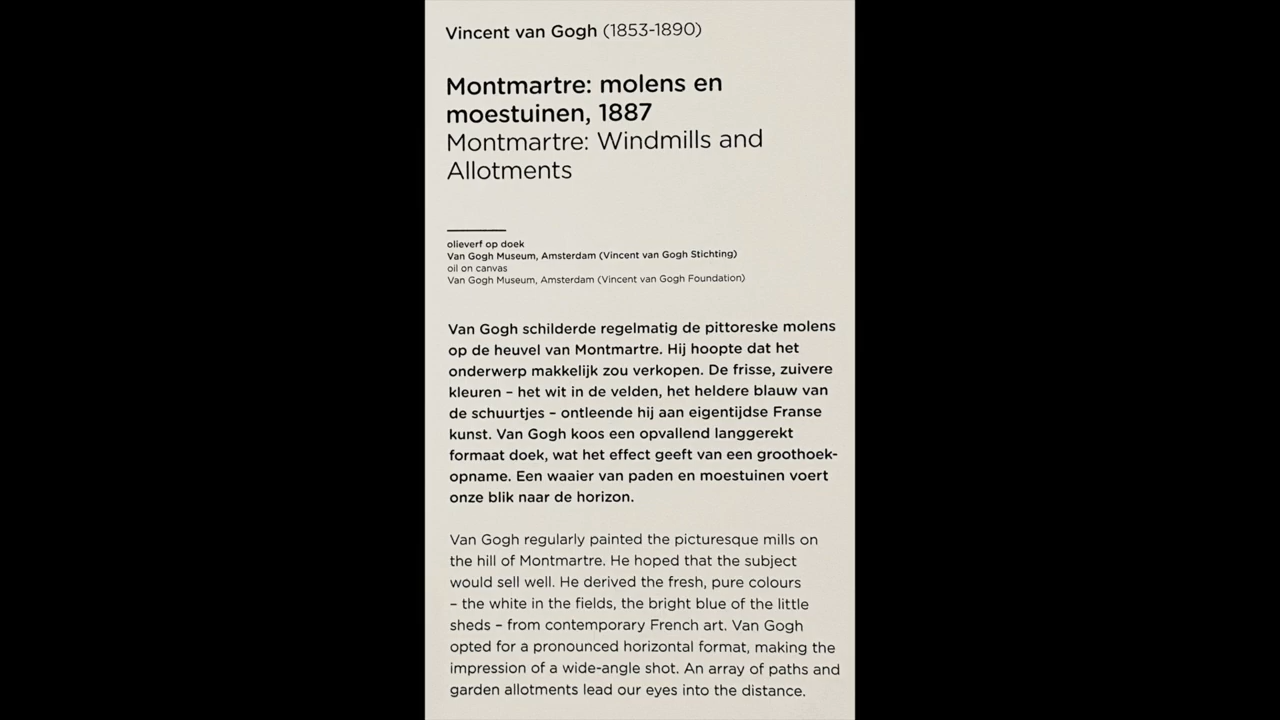 Vincent van Gogh (1853-1890)
Montmartre: molens en
moestuinen, 1887
Montmartre: Windmills and
Allotments
olieverf op doek
Van Gogh Museum, Amsterdam (Vincent van Gogh Stichting)
oil on canvas
Van Gogh Museum, Amsterdam (Vincent van Gogh Foundation)
Van Gogh schilderde regelmatig de pittoreske molens
op de heuvel van Montmartre. Hij hoopte dat het
onderwerp makkelijk zou verkopen. De frisse, zuivere
kleuren – het wit in de velden, het heldere blauw van
de schuurtjes – ontleende hij aan eigentijdse Franse
kunst. Van Gogh koos een opvallend langgerekt
formaat doek, wat het effect geeft van een groothoek-
opname. Een waaier van paden en moestuinen voert
onze blik naar de horizon.
Van Gogh regularly painted the picturesque mills on
the hill of Montmartre. He hoped that the subject
would sell well. He derived the fresh, pure colours
– the white in the fields, the bright blue of the little
sheds – from contemporary French art. Van Gogh
opted for a pronounced horizontal format, making the
impression of a wide-angle shot. An array of paths and
garden allotments lead our eyes into the distance.